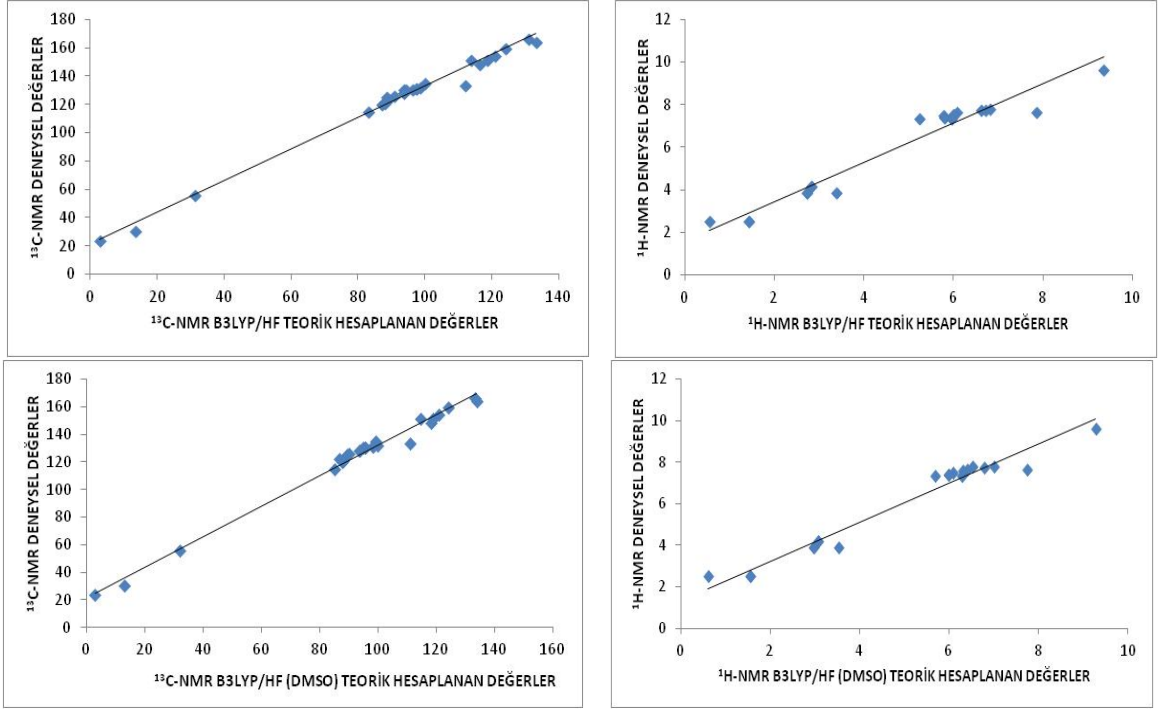 180
160
140
120
100
80
60
40
20
0
¹³C-NMR DENEYSEL DEĞERLER
0 20 40 60 80 100 120 140
¹³C-NMR B3LYP/HF TEORİK HESAPLANAN DEĞERLER
12
10
8
6
4
2
0
¹H-NMR DENEYSEL DEĞERLER
0 2 4 6 8 10
¹H-NMR B3LYP/HF TEORİK HESAPLANAN DEĞERLER
180
160
140
120
100
80
60
40
20
0
¹³C-NMR DENEYSEL DEĞERLER
0 20 40 60 80 100 120 140 160
¹³C-NMR B3LYP/HF (DMSO) TEORİK HESAPLANAN DEĞERLER
12
10
8
6
4
2
0
¹H-NMR DENEYSEL DEĞERLER
0 2 4 6 8 10
¹H-NMR B3LYP/HF (DMSO) TEORİK HESAPLANAN DEĞERLER